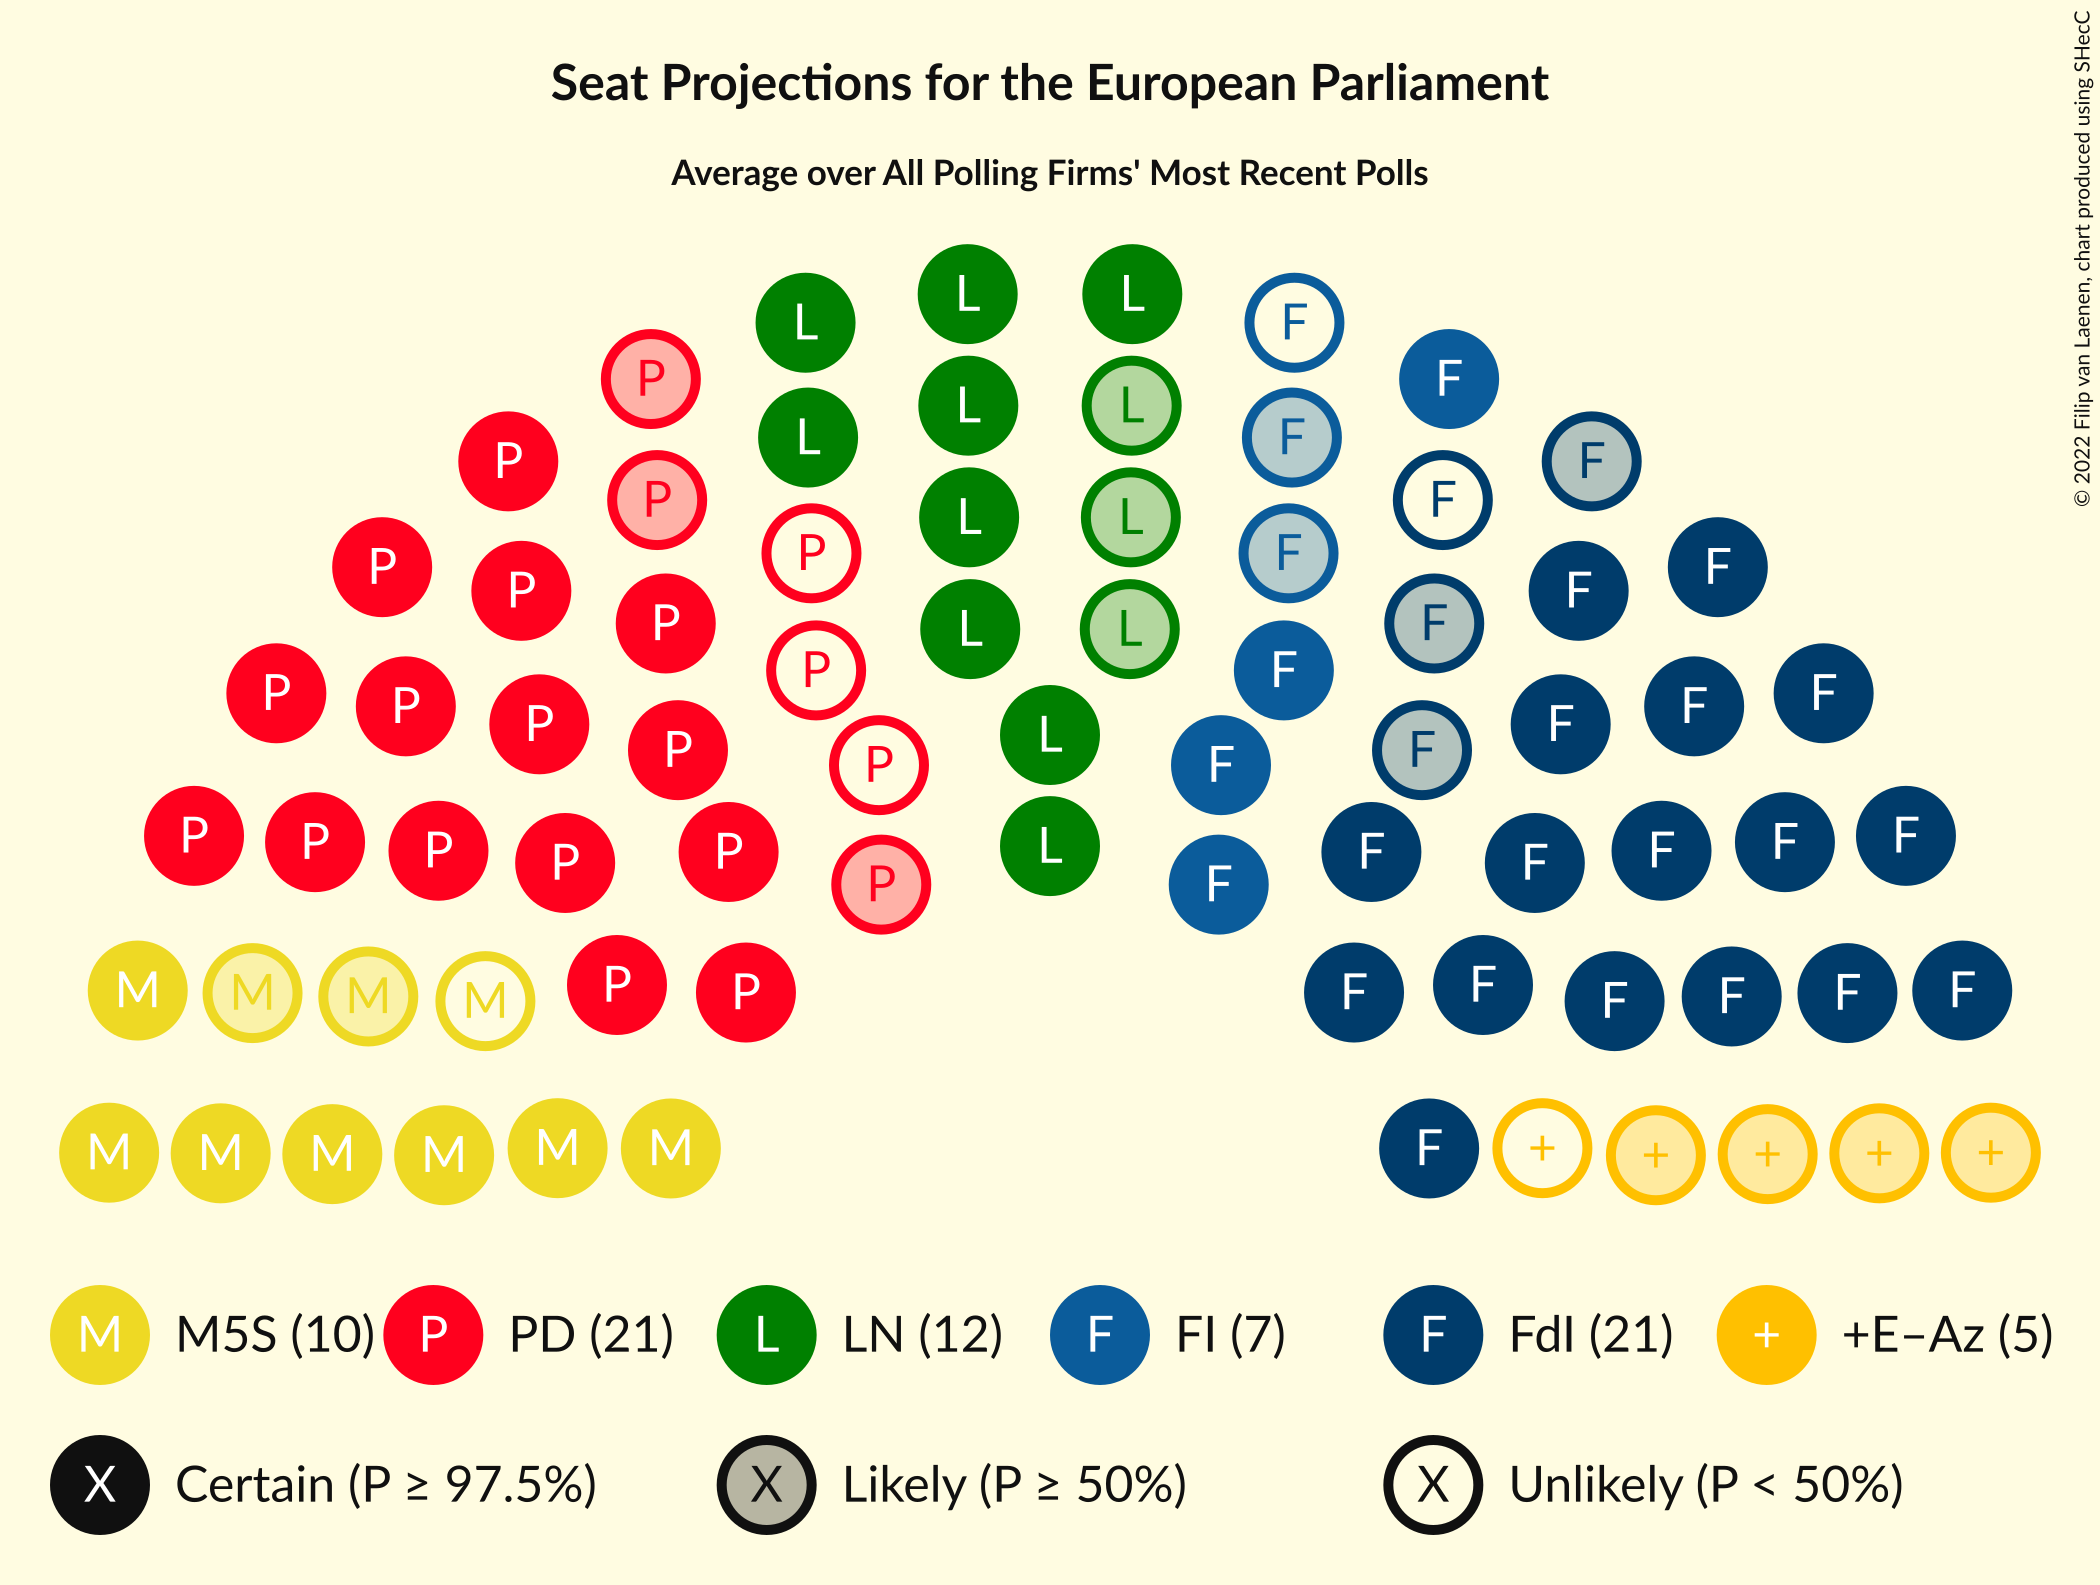 Seat Projections for the European Parliament
Average over All Polling Firms' Most Recent Polls
© 2022 Filip van Laenen, chart produced using SHecC
L L
L F
P L L F
L F
P P F
P L L F
P L L F
P F
P P F F
P F
P L L F
P P F
P F
P P F F
P P F F
L
P F
P P P F F F
P P L F F
P P F F
P F
M M M M P P F F F F F F
M M M M M M F + + + + +
M M5S (10) P PD (21) L LN (12) F FI (7) F FdI (21) + +E–Az (5)
X Certain (P ≥ 97.5%) X Likely (P ≥ 50%) X Unlikely (P < 50%)